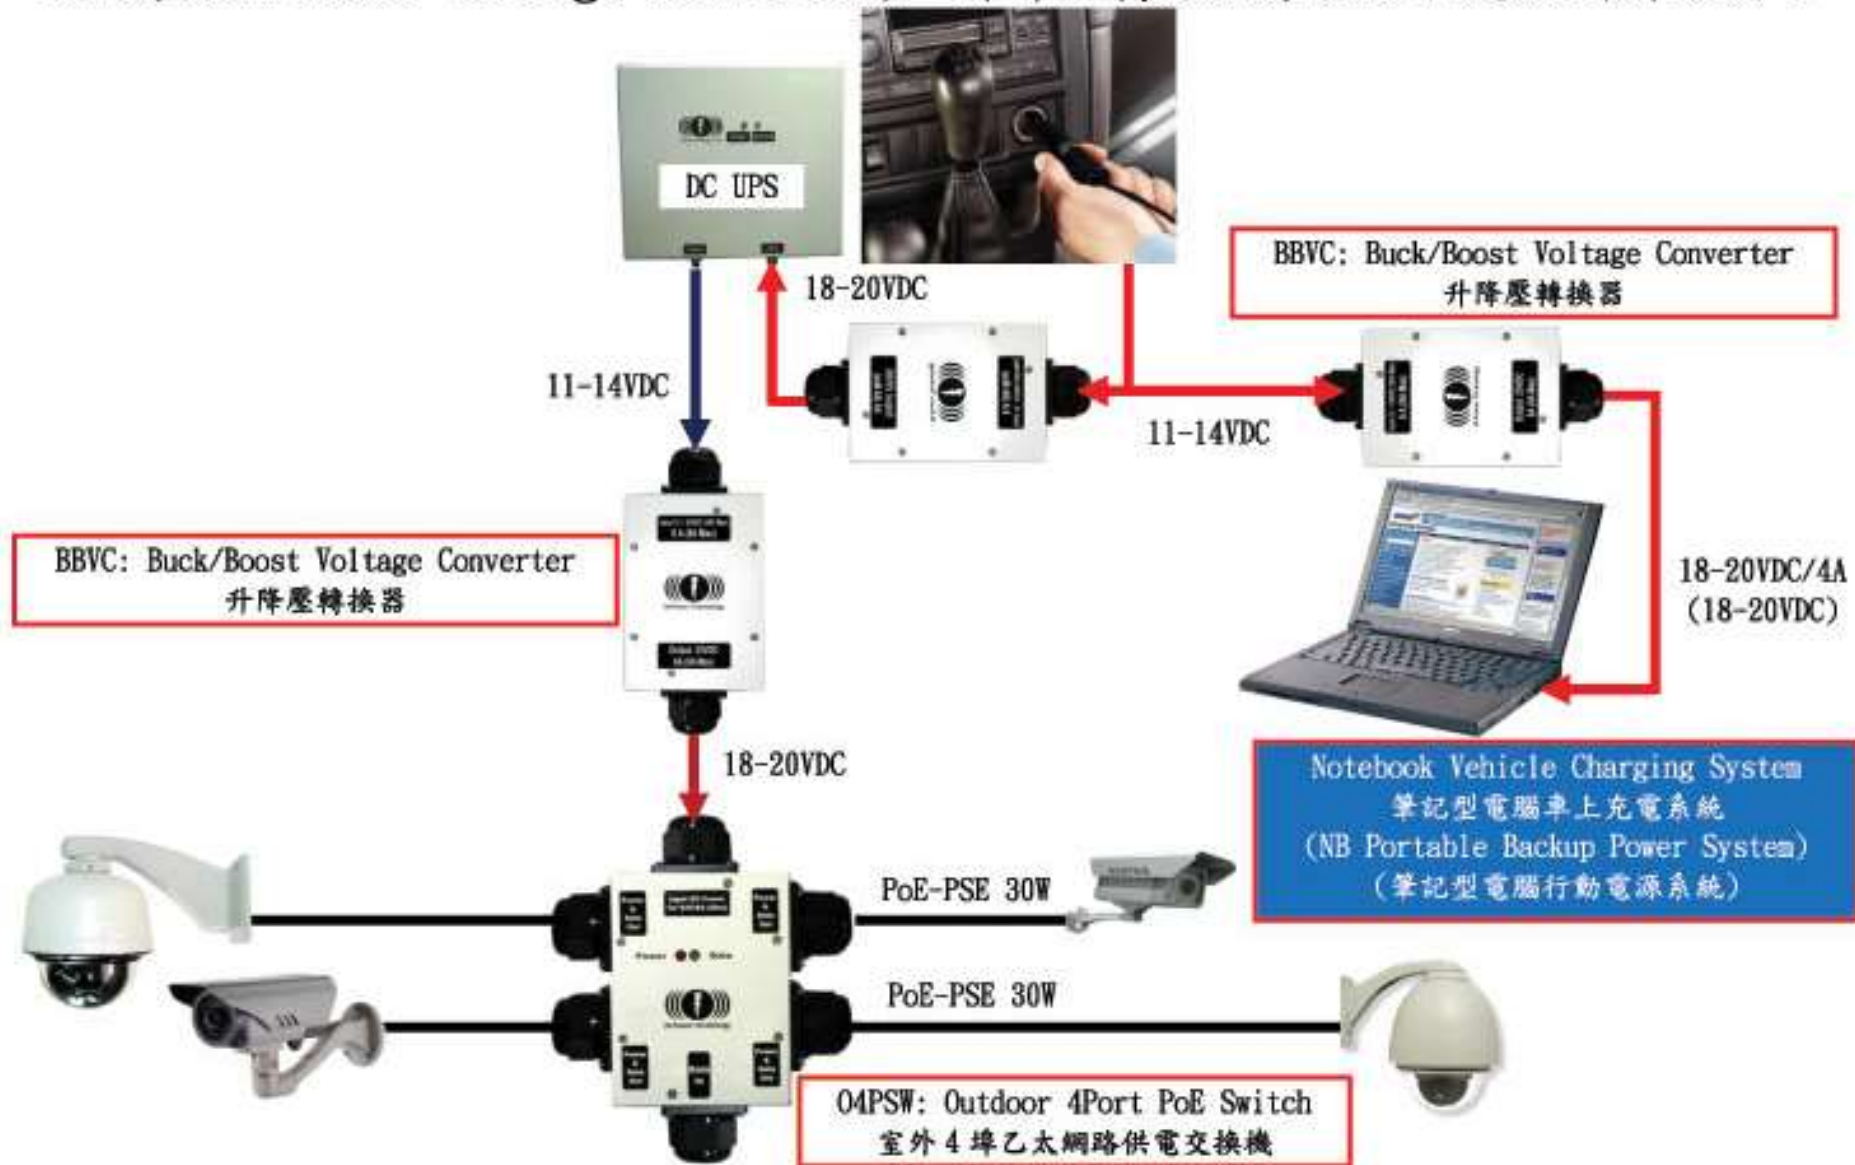 DC UPS
18-20VDC
BBVC: Buck/Boost Voltage Converter
升降壓轉換器
11-14VDC
11-14VDC
BBVC: Buck/Boost Voltage Converter
升降壓轉換器
18-20VDC/4A
(18-20VDC)
18-20VDC
Notebook Vehicle Charging System
筆記型電腦車上充電系統
(NB Portable Backup Power System)
(筆記型電腦行動電源系統)
PoE-PSE 30W
Power
Data
PoE-PSE 30W
O4PSW: Outdoor 4Port PoE Switch
室外4埠乙太網路供電交換機